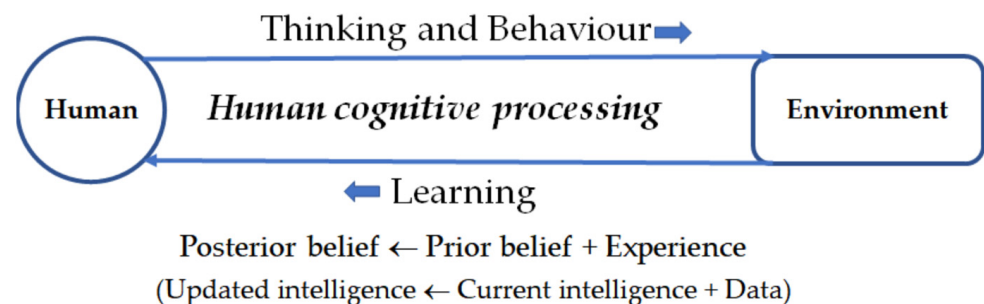 Thinking and Behaviour
Human
Human cognitive processing
Environment
Learning
Posterior belief ← Prior belief + Experience
(Updated intelligence ← Current intelligence + Data)